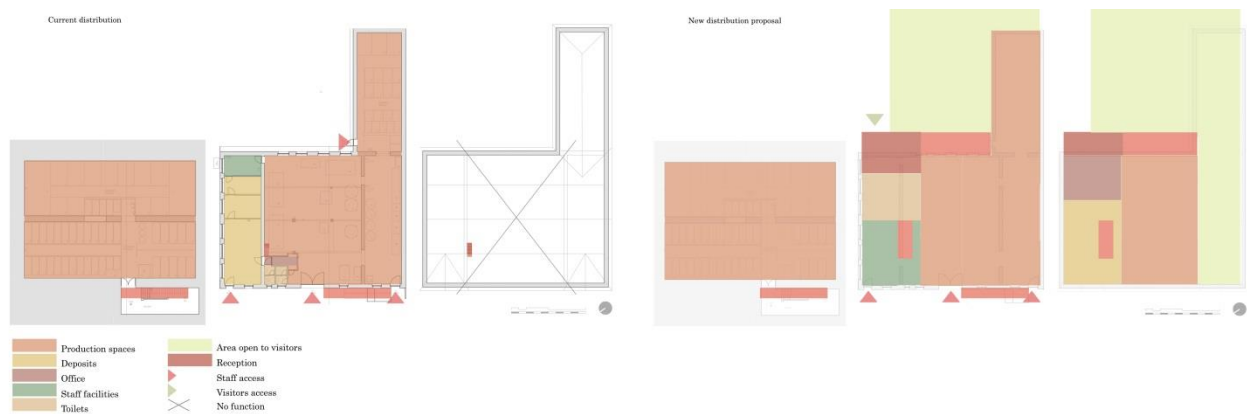 Current distribution
New distribution proposal
Production spaces
Deposits
Office
Staff facilities
Toilets
Area open to visitors
Reception
Staff access
Visitors access
No function